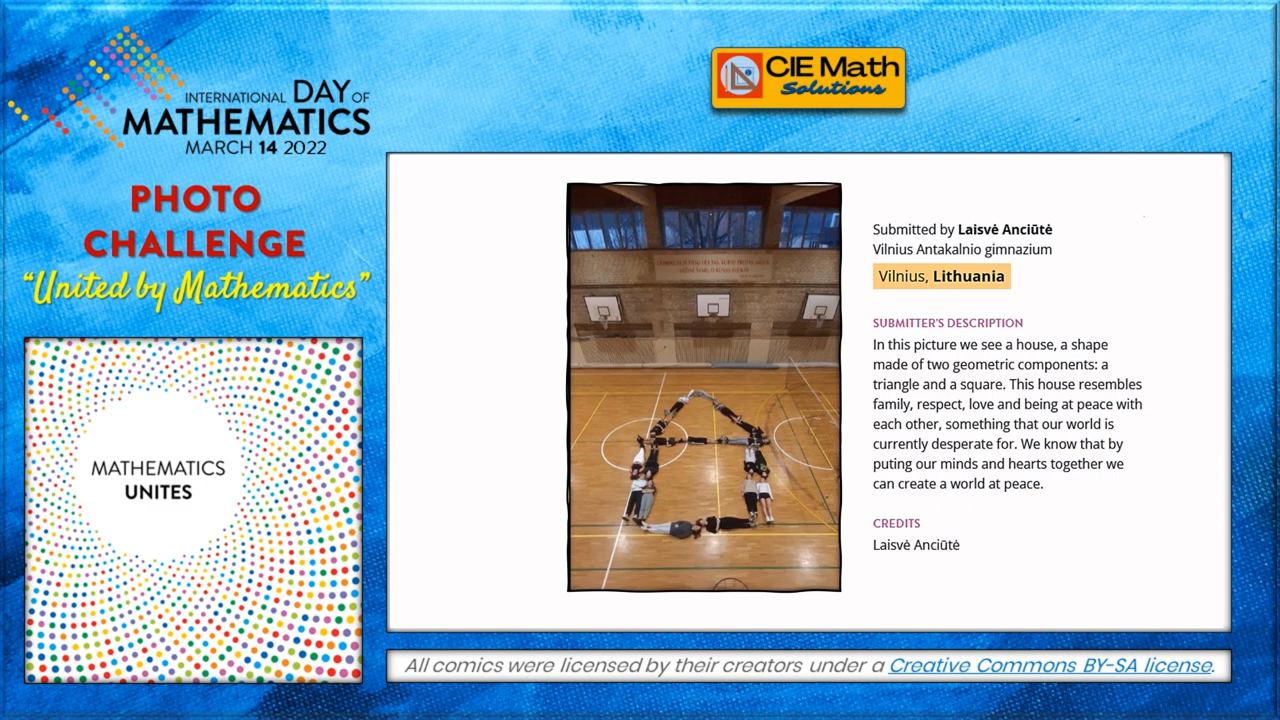 INTERNATIONAL DAY OF
MATHEMATICS
MARCH 14 2022
PHOTO
CHALLENGE
“United by Mathematics”
MATHEMATICS
UNITES
CIE Math
Solutions
Submitted by Laisvė Anciūtė
Vilnius Antakalnio gimnazium
Vilnius, Lithuania
SUBMITTER'S DESCRIPTION
In this picture we see a house, a shape
made of two geometric components: a
triangle and a square. This house resembles
family, respect, love and being at peace with
each other, something that our world is
currently desperate for. We know that by
puting our minds and hearts together we
can create a world at peace.
CREDITS
Laisvė Anciūtė
All comics were licensed by their creators under a Creative Commons BY-SA license.